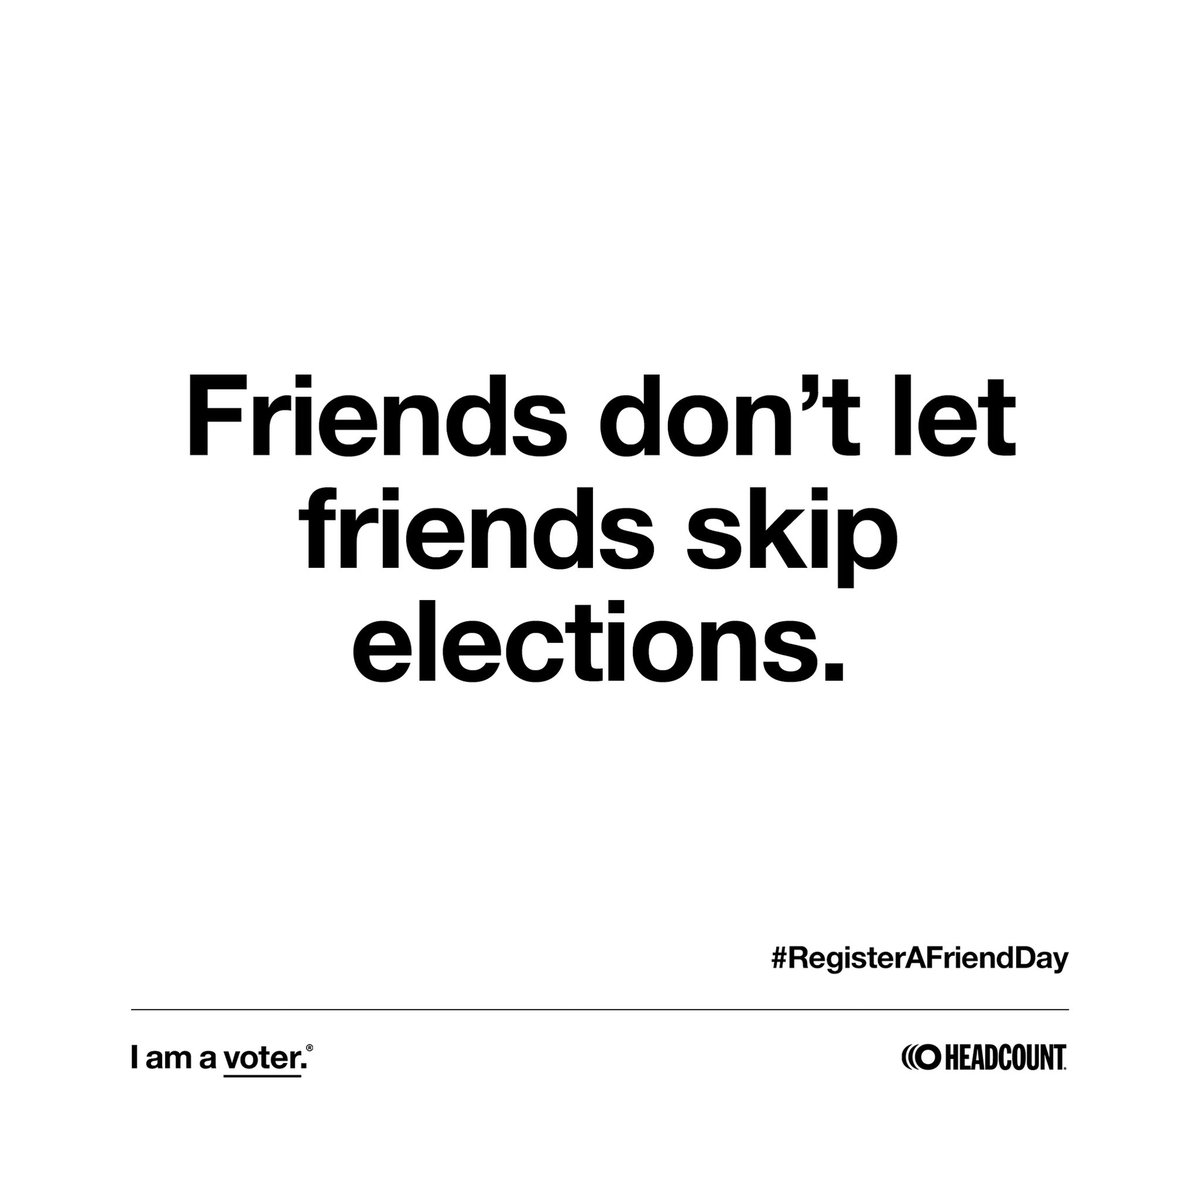 Friends don’t let
friends skip
elections.
#RegisterAFriendDay
I am a voter.®
HEADCOUNT.